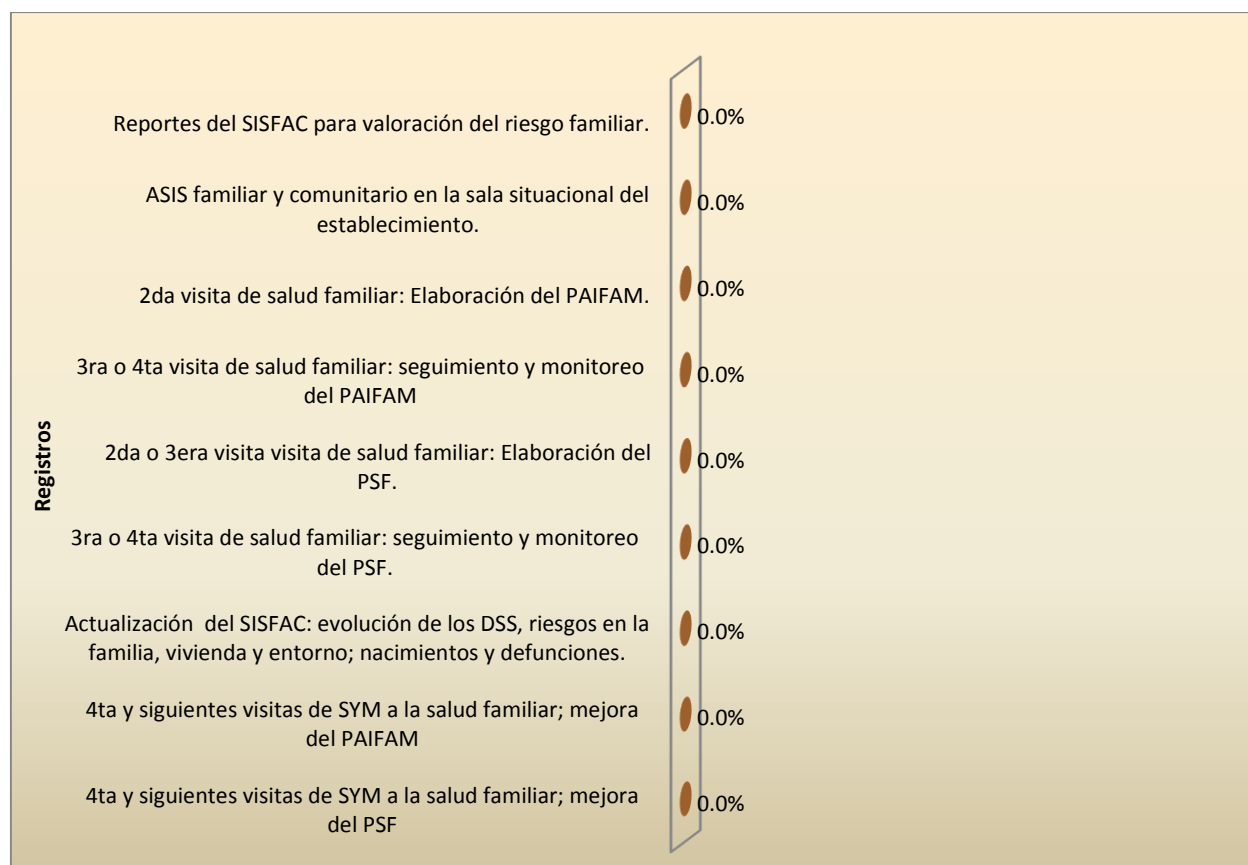 Reportes del SISFAC para valoración del riesgo familiar.
0.0%
ASIS familiar y comunitario en la sala situacional del
establecimiento.
0.0%
2da visita de salud familiar: Elaboración del PAIFAM.
0.0%
3ra o 4ta visita de salud familiar: seguimiento y monitoreo
del PAIFAM
0.0%
Registros
2da o 3era visita visita de salud familiar: Elaboración del
PSF.
0.0%
3ra o 4ta visita de salud familiar: seguimiento y monitoreo
del PSF.
0.0%
Actualización  del SISFAC: evolución de los DSS, riesgos en la
familia, vivienda y entorno; nacimientos y defunciones.
0.0%
4ta y siguientes visitas de SYM a la salud familiar; mejora
del PAIFAM
0.0%
4ta y siguientes visitas de SYM a la salud familiar; mejora
del PSF
0.0%